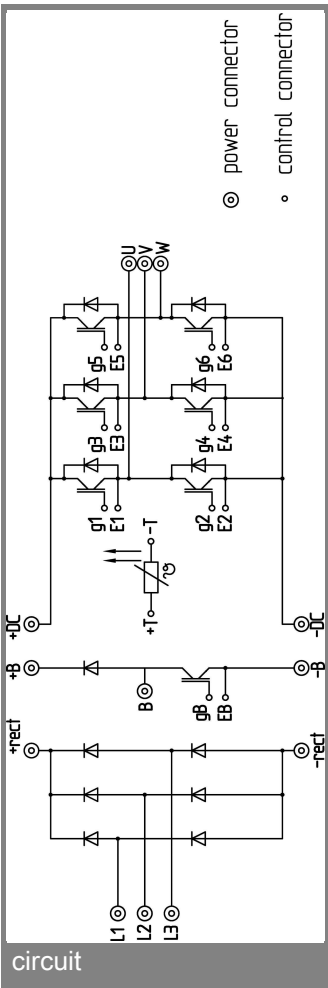 power connector
control connector
U
V
W
g5
E5
g6
E6
g3
E3
g4
E4
g1
E1
g2
E2
+T
-T
ϑ
+DC
-DC
+B
B
gB
EB
-B
+rect
-rect
L1
L2
L3
circuit